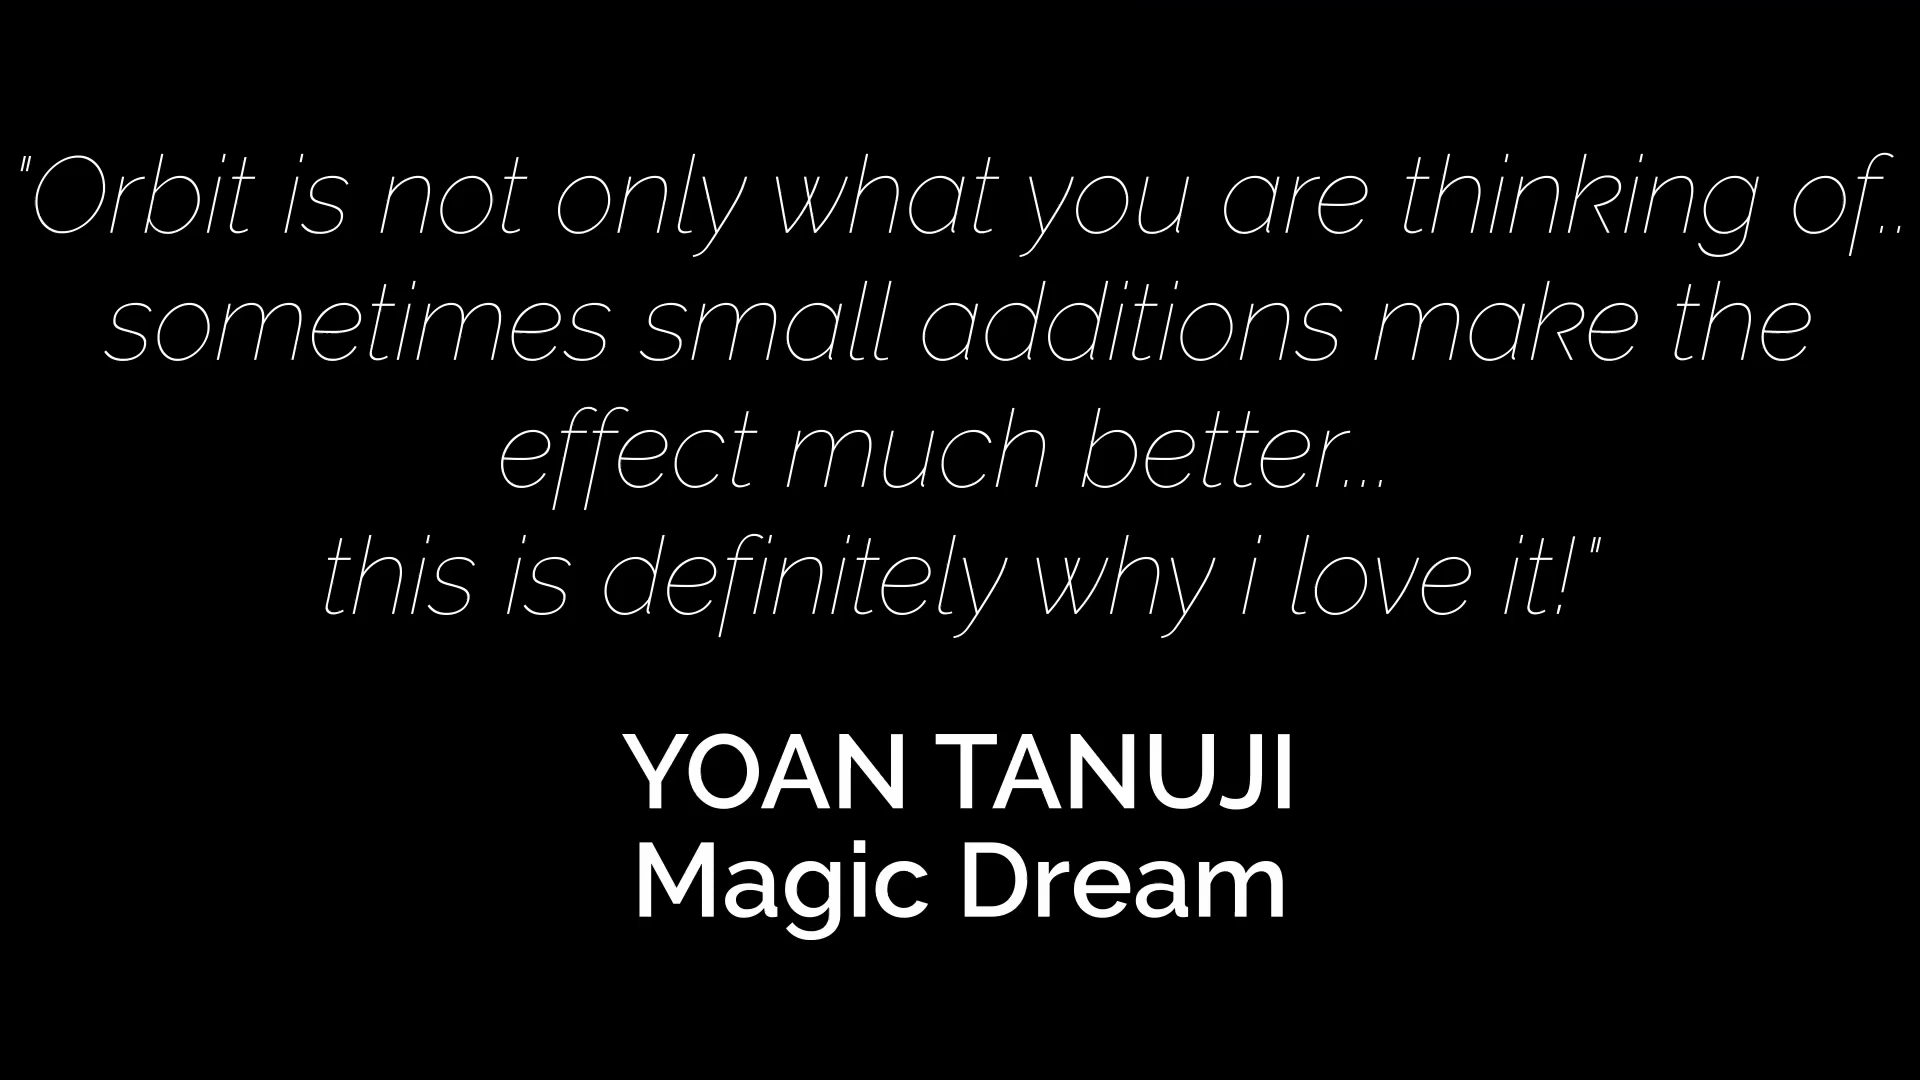 "Orbit is not only what you are thinking of..
sometimes small additions make the
effect much better...
this is definitely why i love it!"
YOAN TANUJI
Magic Dream